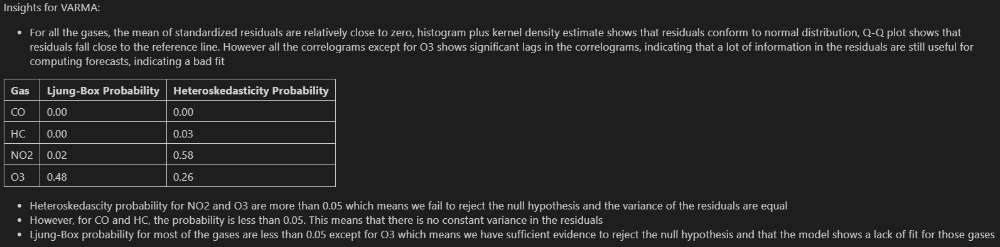 Insights for VARMA:
• For all the gases, the mean of standardized residuals are relatively close to zero, histogram plus kernel density estimate shows that residuals conform to normal distribution, Q-Q plot shows that
residuals fall close to the reference line. However all the correlograms except for O3 shows significant lags in the correlograms, indicating that a lot of information in the residuals are still useful for
computing forecasts, indicating a bad fit
Gas Ljung-Box Probability Heteroskedasticity Probability
CO 0.00 0.00
HC 0.00 0.03
NO2 0.02 0.58
O3 0.48 0.26
• Heteroskedascity probability for NO2 and O3 are more than 0.05 which means we fail to reject the null hypothesis and the variance of the residuals are equal
• However, for CO and HC, the probability is less than 0.05. This means that there is no constant variance in the residuals
• Ljung-Box probability for most of the gases are less than 0.05 except for O3 which means we have sufficient evidence to reject the null hypothesis and that the model shows a lack of fit for those gases